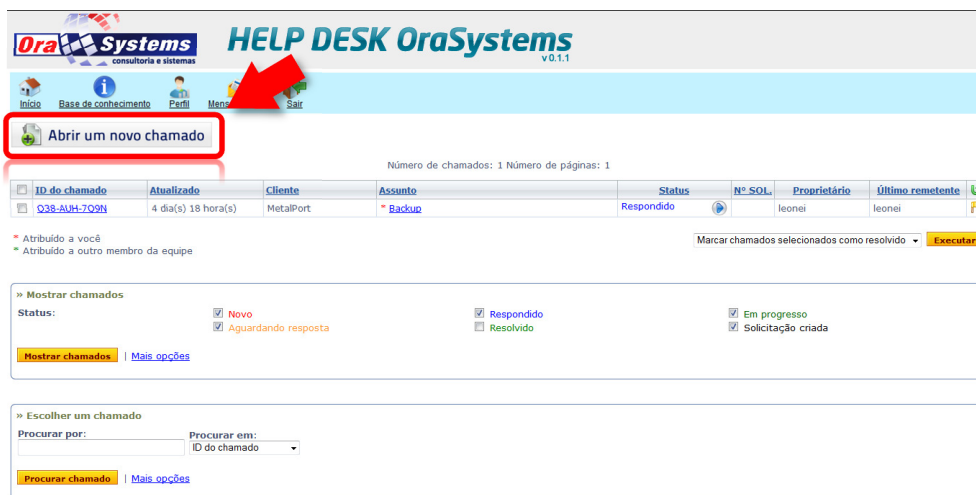 Ora Systems
consultoria e sistemas
HELP DESK OraSystems
v 0.1.1
Início Base de conhecimento Perfil Mens Sair
Abrir um novo chamado
Número de chamados: 1 Número de páginas: 1
ID do chamado Atualizado Cliente Assunto Status Nº SOL. Proprietário Último remetente
O38-AUH-7O9N 4 dia(s) 18 hora(s) MetalPort * Backup Respondido leonei leonei
* Atribuído a você
* Atribuído a outro membro da equipe
Marcar chamados selecionados como resolvido Executar
» Mostrar chamados
Status: Novo Respondido Em progresso
Aguardando resposta Resolvido Solicitação criada
Mostrar chamados | Mais opções
» Escolher um chamado
Procurar por: Procurar em:
ID do chamado
Procurar chamado | Mais opções